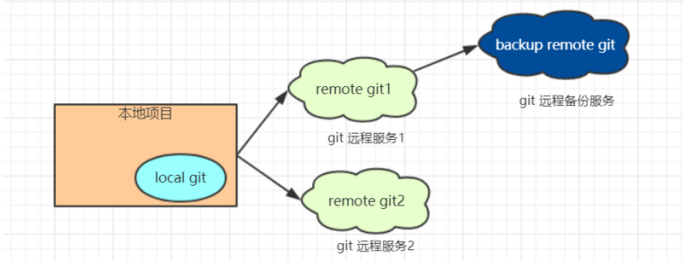 backup remote git
git 远程备份服务
remote git1
git 远程服务1
本地项目
local git
remote git2
git 远程服务2